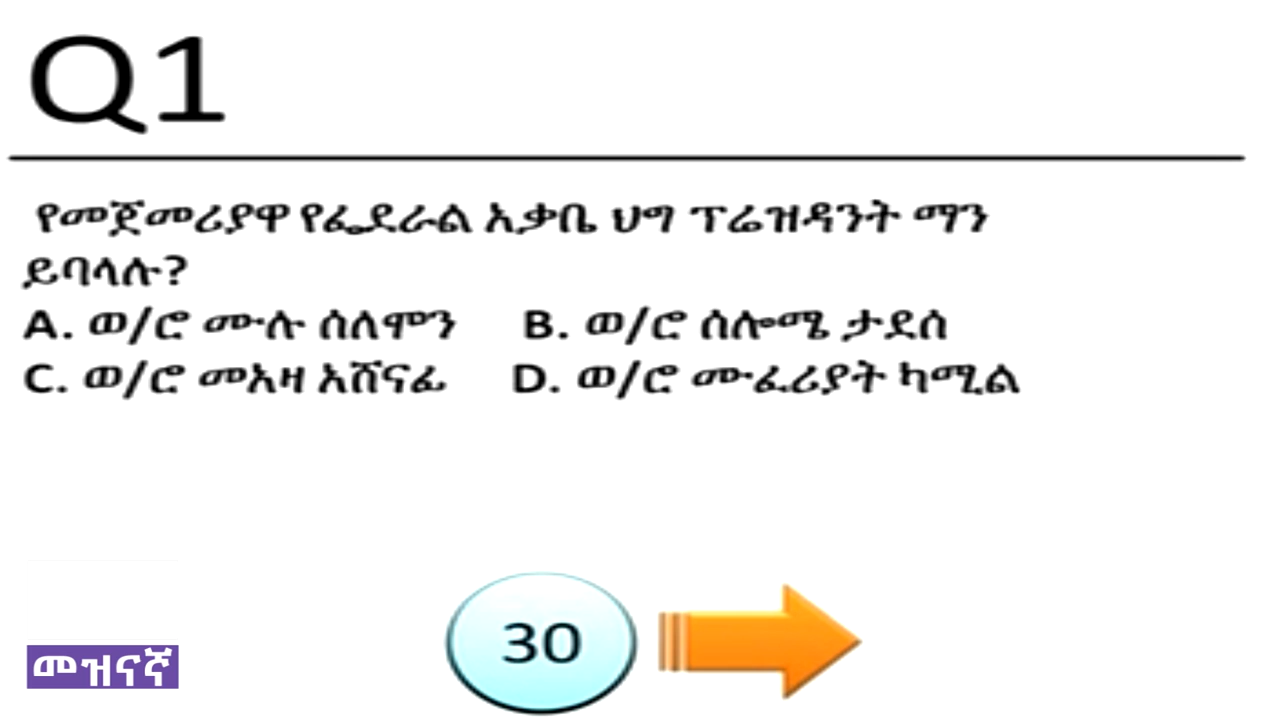 Q1
የመጀመሪያዋ የፌደራል አቃቤ ህግ ፕሬዝዳንት ማን
ይባላሉ?
A. ወ/ሮ ሙሉ ሰለሞን B. ወ/ሮ ሰሎሜ ታደሰ
C. ወ/ሮ መአዛ አሸናፊ D. ወ/ሮ ሙፈሪያት ካሚል
30
መዝናኛ